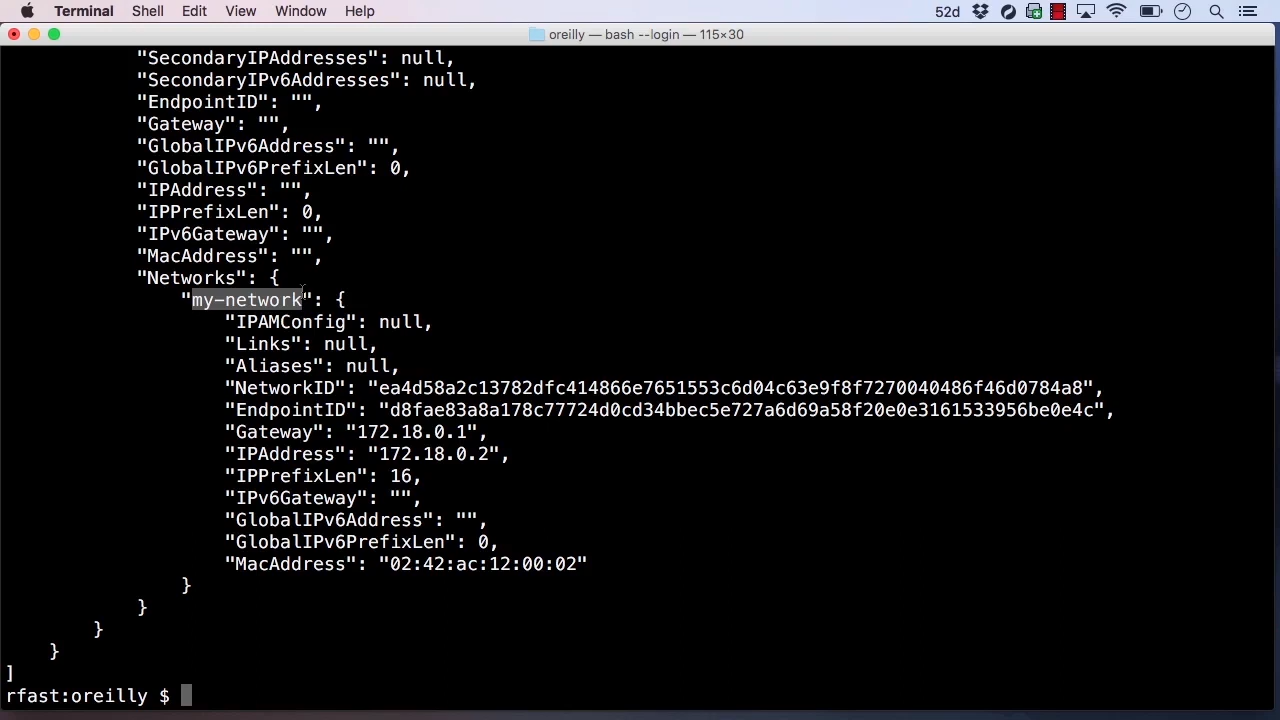 Terminal Shell Edit View Window Help 52d
oreilly — bash --login — 115×30
"SecondaryIPAddresses": null,
"SecondaryIPv6Addresses": null,
"EndpointID": "",
"Gateway": "",
"GlobalIPv6Address": "",
"GlobalIPv6PrefixLen": 0,
"IPAddress": "",
"IPPrefixLen": 0,
"IPv6Gateway": "",
"MacAddress": "",
"Networks": {
"my-network": {
"IPAMConfig": null,
"Links": null,
"Aliases": null,
"NetworkID": "ea4d58a2c13782dfc414866e7651553c6d04c63e9f8f7270040486f46d0784a8",
"EndpointID": "d8fae83a8a178c77724d0cd34bbec5e727a6d69a58f20e0e3161533956be0e4c",
"Gateway": "172.18.0.1",
"IPAddress": "172.18.0.2",
"IPPrefixLen": 16,
"IPv6Gateway": "",
"GlobalIPv6Address": "",
"GlobalIPv6PrefixLen": 0,
"MacAddress": "02:42:ac:12:00:02"
}
}
}
}
]
rfast:oreilly $